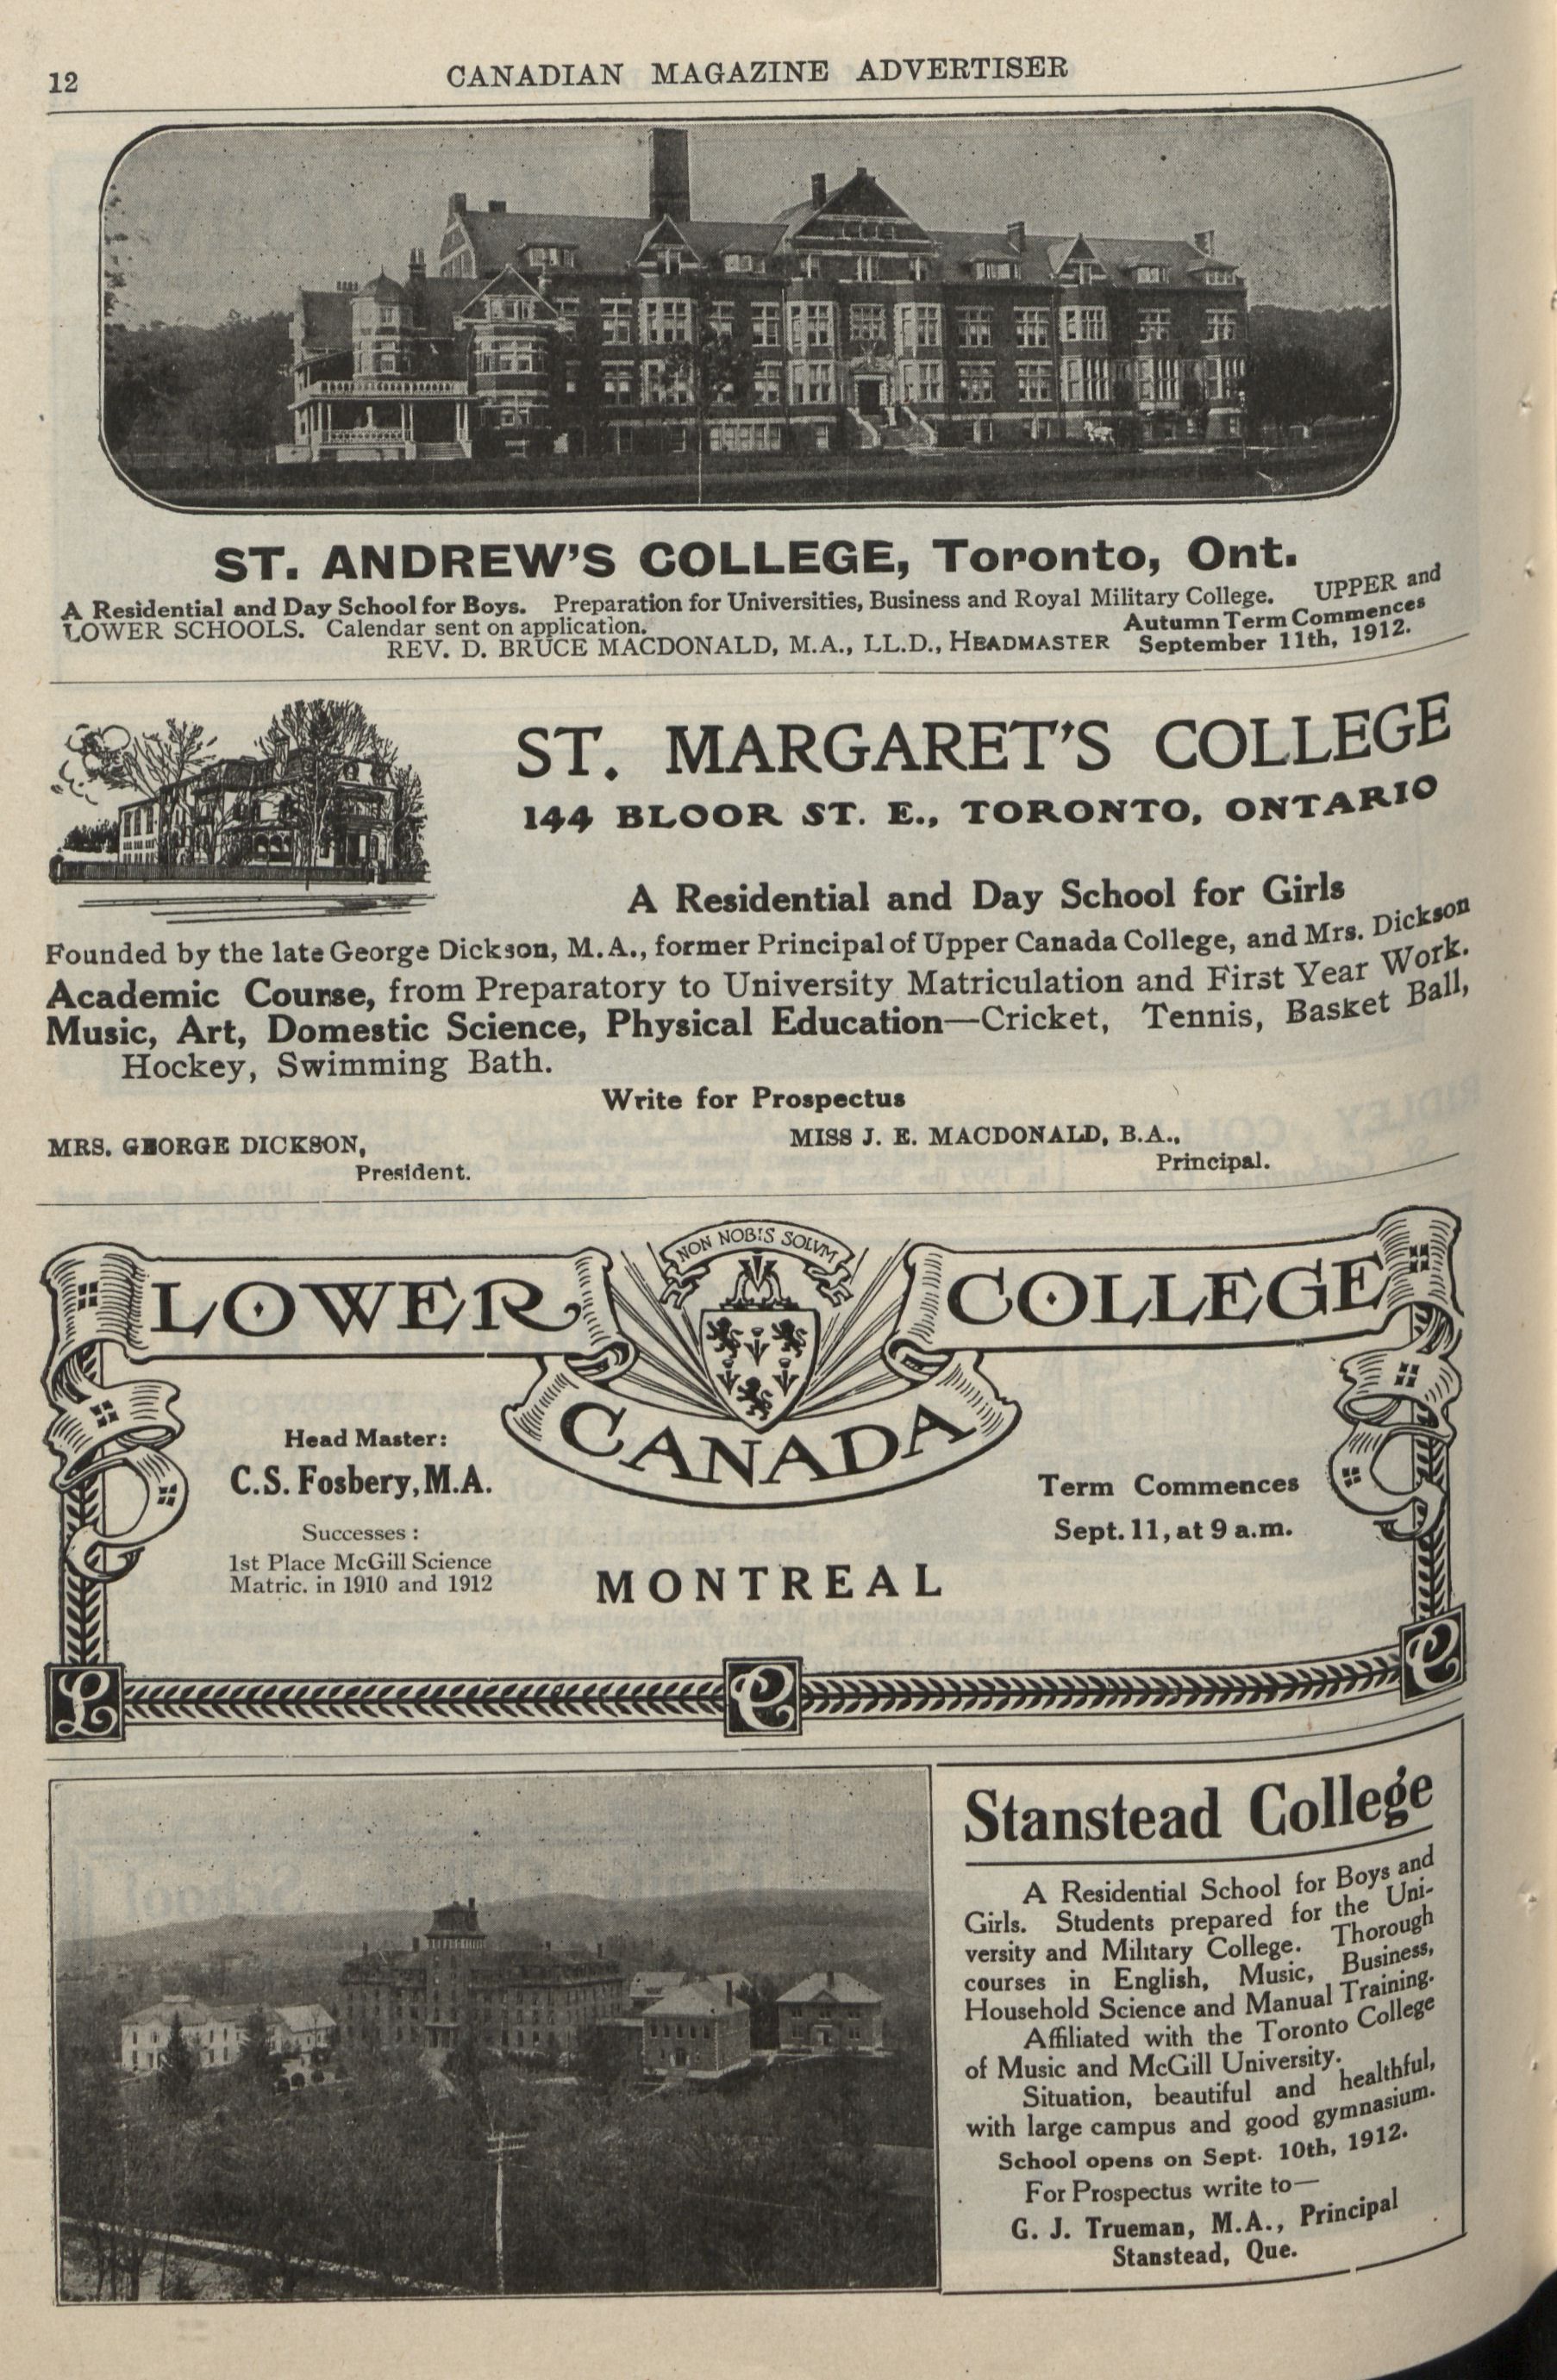 12
CANADIAN MAGAZINE ADVERTISER
ST. ANDREW'S COLLEGE, Toronto, Ont.
A Residential and Day School for Boys. Preparation for Universities, Business and Royal Military College. UPPER and
LOWER SCHOOLS. Calendar sent on application. Autumn Term Commences
REV. D. BRUCE MACDONALD, M.A., LL.D., HEADMASTER September 11th, 1912.
ST. MARGARET'S COLLEGE
144 BLOOR ST. E., TORONTO, ONTARIO
A Residential and Day School for Girls
Founded by the late George Dickson, M.A., former Principal of Upper Canada College, and Mrs. Dickson
Academic Course, from Preparatory to University Matriculation and First Year Work.
Music, Art, Domestic Science, Physical Education—Cricket, Tennis, Basket Ball,
Hockey, Swimming Bath.
Write for Prospectus
MRS. GEORGE DICKSON,
President.
MISS J. E. MACDONALD, B.A.,
Principal.
NON NOBIS SOLVM
LOWER
CANADA
COLLEGE
Head Master:
C.S. Fosbery, M.A.
Successes:
1st Place McGill Science
Matric. in 1910 and 1912
Term Commences
Sept. 11, at 9 a.m.
MONTREAL
L C C
Stanstead College
A Residential School for Boys and
Girls. Students prepared for the Uni-
versity and Military College. Thorough
courses in English, Music, Business,
Household Science and Manual Training.
Affiliated with the Toronto College
of Music and McGill University.
Situation, beautiful and healthful,
with large campus and good gymnasium.
School opens on Sept. 10th, 1912.
For Prospectus write to—
G. J. Trueman, M.A., Principal
Stanstead, Que.